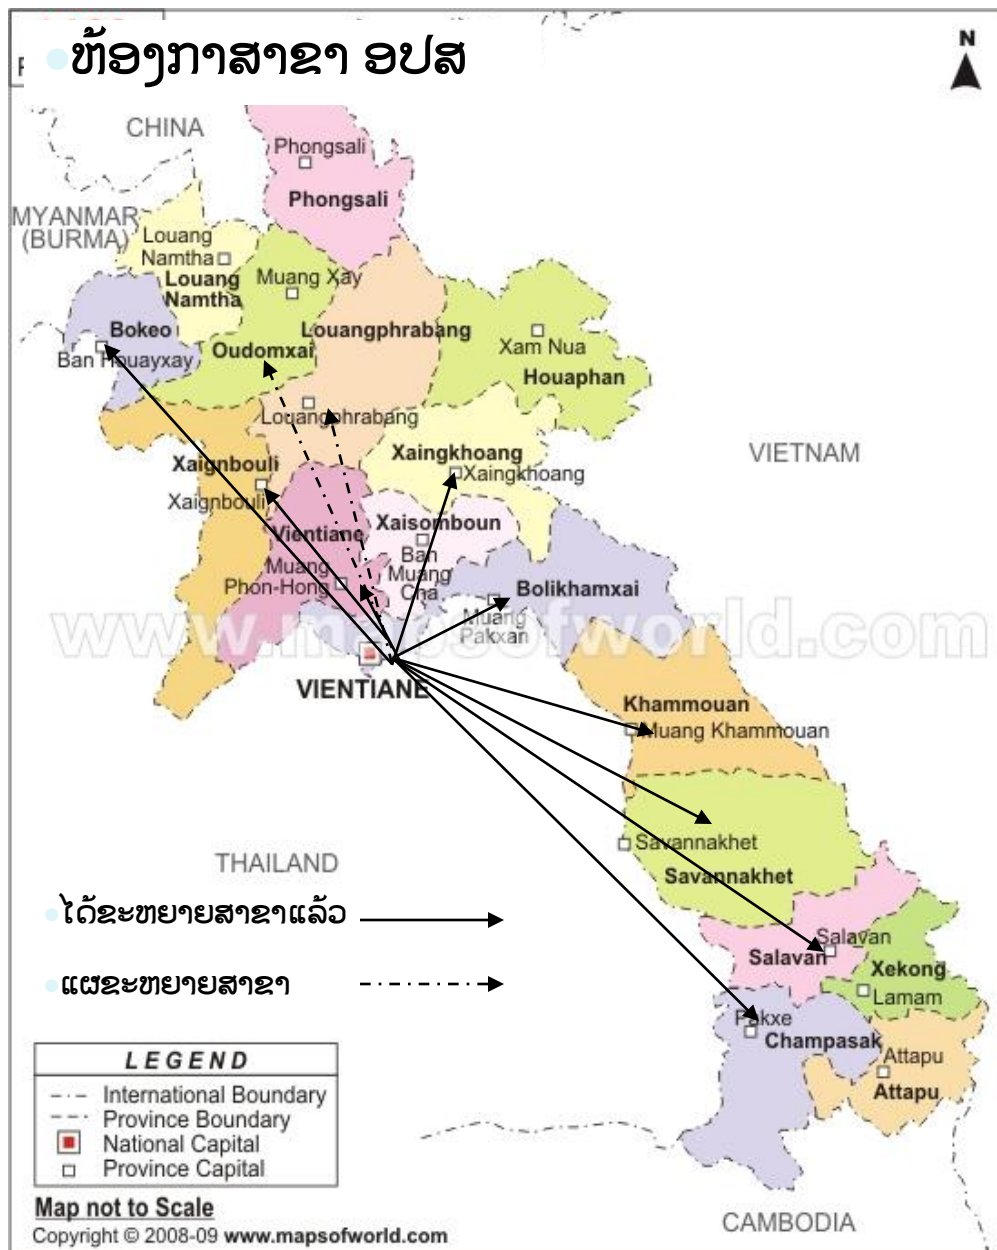 ຫ້ອງກາສາຂາ ອປສ
N
CHINA
Phongsali
Phongsali
MYANMAR
(BURMA)
Louang
Namtha
Louang
Namtha
Muang Xay
Bokeo
Louangphrabang
Ban Houayxay
Oudomxai
Xam Nua
Houaphan
Louangphrabang
Xaignbouli
Xaingkhoang
Xaingkhoang
VIETNAM
Xaignbouli
Vientiane
Xaisomboun
Muang
Phon-Hong
Ban
Muang
Cha
Bolikhamxai
Muang
Pakxan
www.mapsofworld.com
VIENTIANE
Khammouan
Muang Khammouan
THAILAND
Savannakhet
Savannakhet
ໄດ້ຂະຫຍາຍສາຂາແລ້ວ
Salavan
Salavan
Xekong
ແຜຂະຫຍາຍສາຂາ
Lamam
Pakxe
Champasak
Attapu
Attapu
LEGEND
International Boundary
Province Boundary
National Capital
Province Capital
Map not to Scale
Copyright © 2008-09 www.mapsofworld.com
CAMBODIA